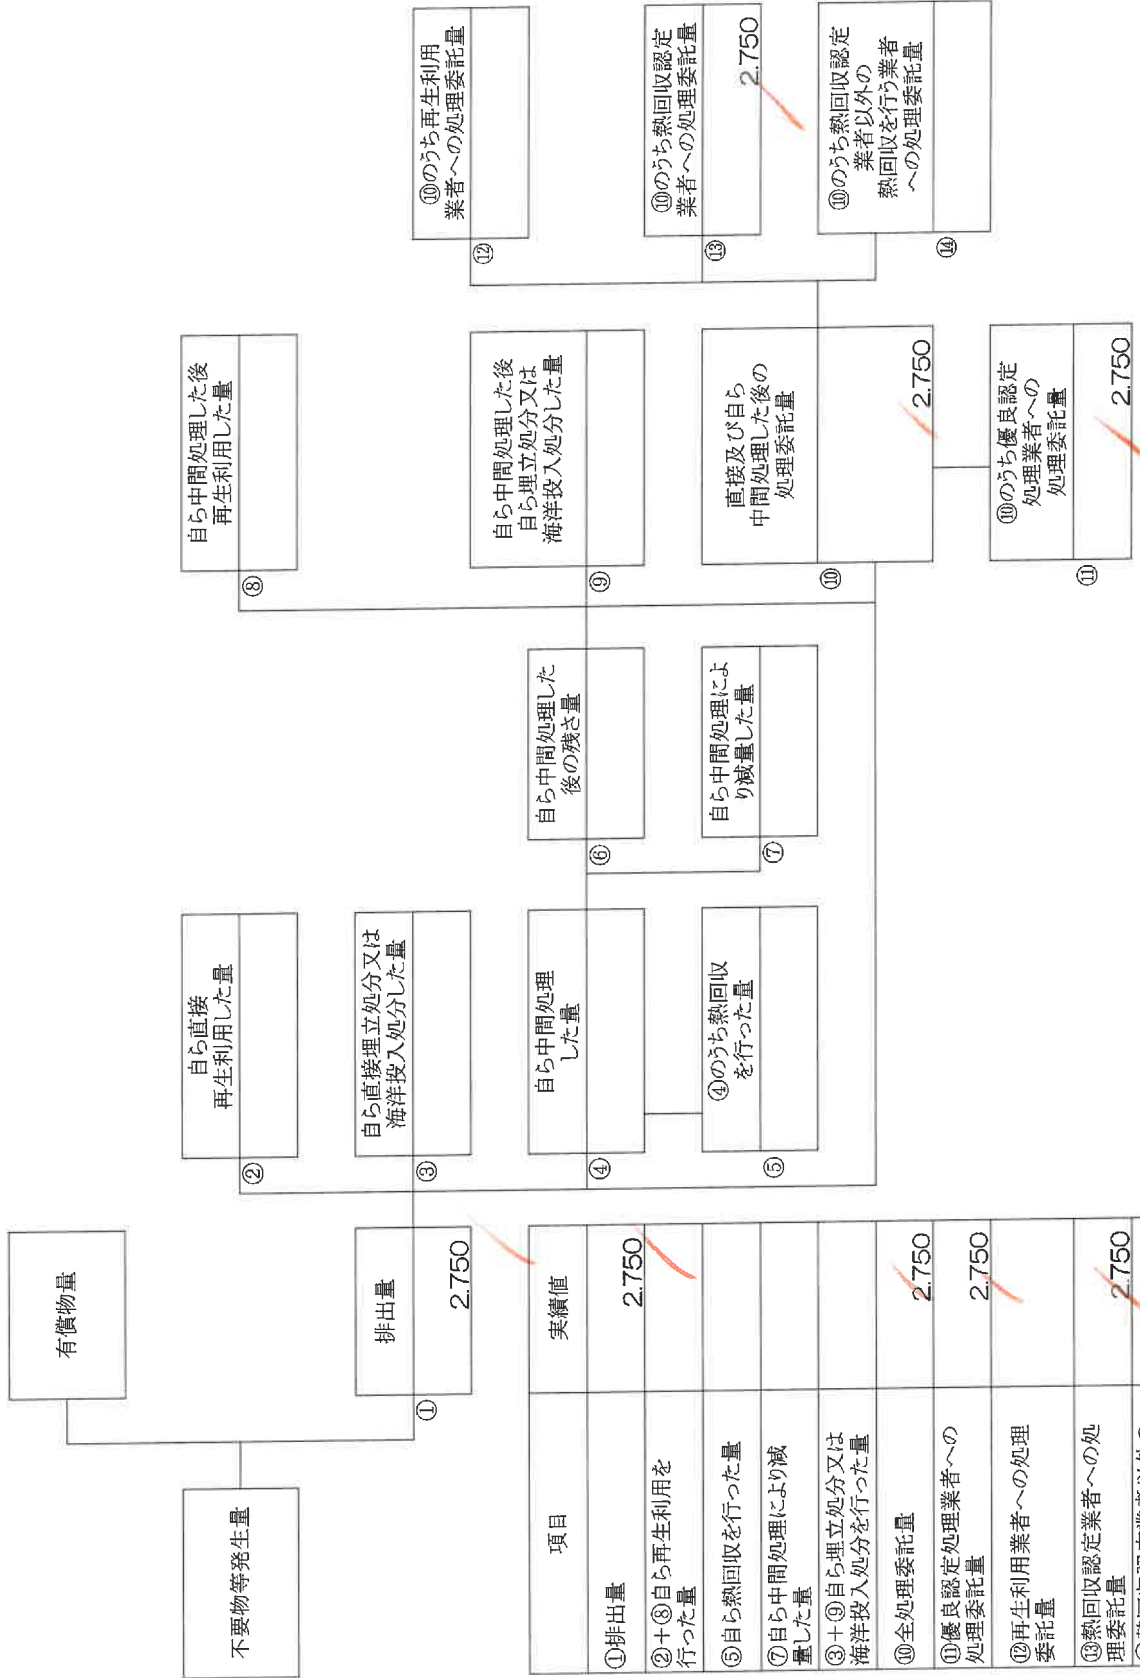 不要物等発生量
有償物量
排出量
①
2.750
自ら直接
再生利用した量
②
自ら直接埋立処分又は
海洋投入処分した量
③
自ら中間処理
した量
④
④のうち熱回収
を行った量
⑤
自ら中間処理した
後の残さ量
⑥
自ら中間処理によ
り減量した量
⑦
自ら中間処理した後
再生利用した量
⑧
自ら中間処理した後
自ら埋立処分又は
海洋投入処分した量
⑨
直接及び自ら
中間処理した後の
処理委託量
⑩
2.750
⑩のうち優良認定
処理業者への
処理委託量
⑪
2.750
⑩のうち再生利用
業者への処理委託量
⑫
⑩のうち熱回収認定
業者への処理委託量
⑬
2.750
⑩のうち熱回収認定
業者以外の
熱回収を行う業者
への処理委託量
⑭
項目 実績値
①排出量 2.750
②+⑧自ら再生利用を
行った量
⑤自ら熱回収を行った量
⑦自ら中間処理により減
量した量
③+⑨自ら埋立処分又は
海洋投入処分を行った量
⑩全処理委託量 2.750
⑪優良認定処理業者への
処理委託量 2.750
⑫再生利用業者への処理
委託量
⑬熱回収認定業者への処
理委託量 2.750